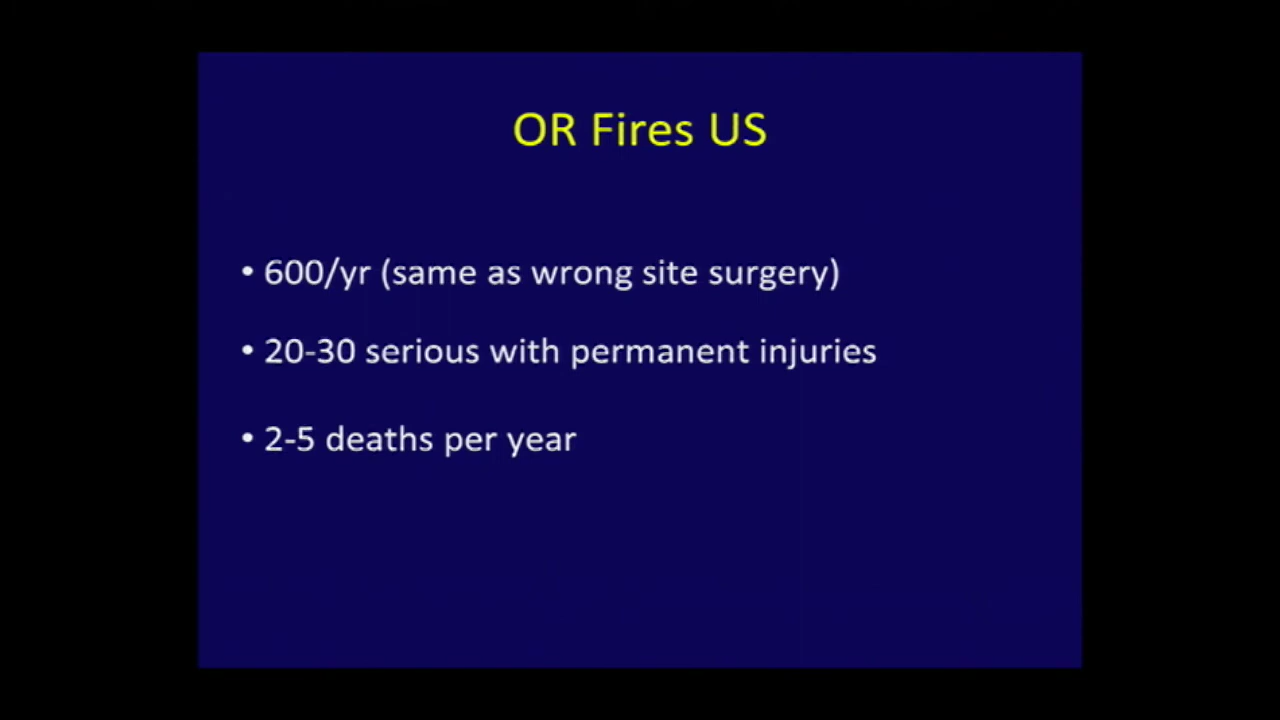 OR Fires US
• 600/yr (same as wrong site surgery)
• 20-30 serious with permanent injuries
• 2-5 deaths per year